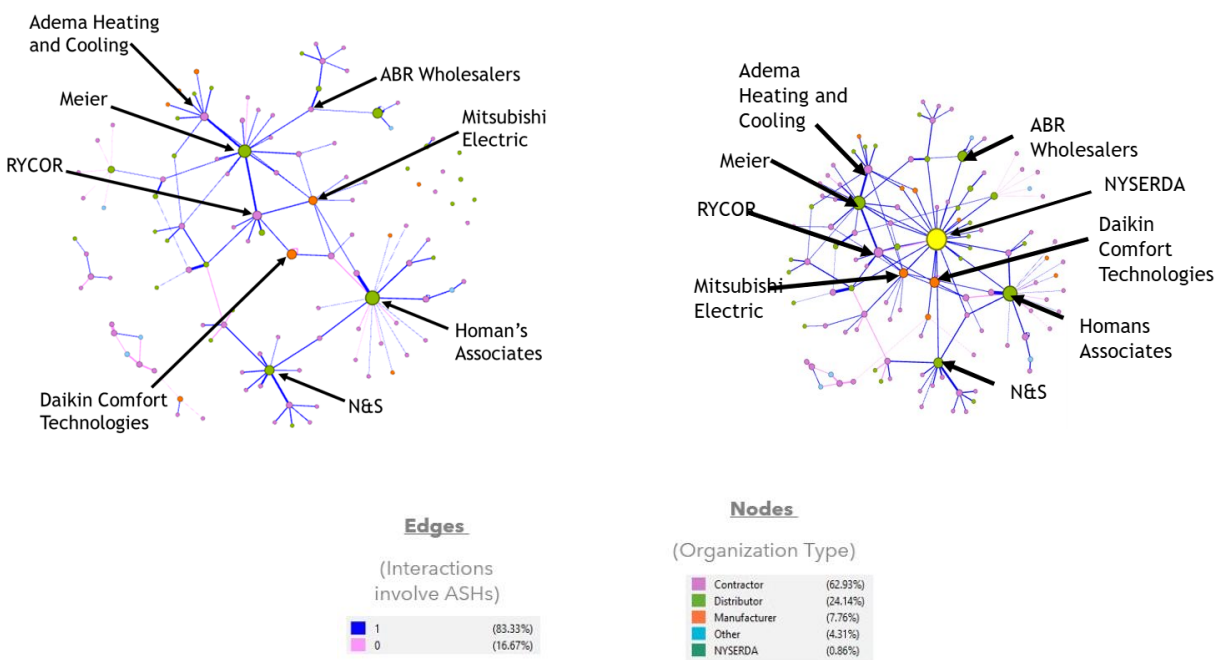 Adema Heating
and Cooling
Meier
RYCOR
ABR Wholesalers
Mitsubishi
Electric
Homan's
Associates
N&S
Daikin Comfort
Technologies
Adema
Heating and
Cooling
Meier
RYCOR
Mitsubishi
Electric
ABR
Wholesalers
NYSERDA
Daikin
Comfort
Technologies
Homans
Associates
N&S
Edges
(Interactions
involve ASHs)
1 (83.33%)
0 (16.67%)
Nodes
(Organization Type)
Contractor (62.93%)
Distributor (24.14%)
Manufacturer (7.76%)
Other (4.31%)
NYSERDA (0.86%)